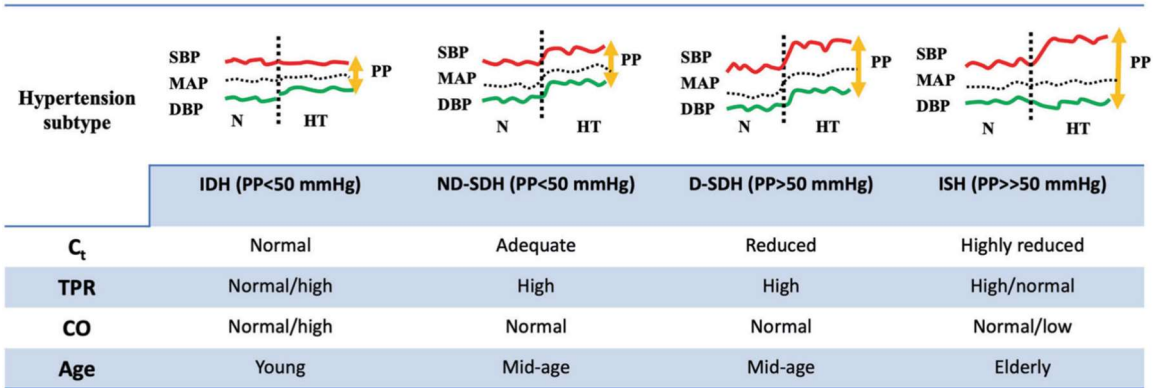 SBP
MAP
DBP
N HT
PP
SBP
MAP
DBP
N HT
PP
SBP
MAP
DBP
N HT
PP
SBP
MAP
DBP
N HT
PP
Hypertension
subtype
IDH (PP<50 mmHg) ND-SDH (PP<50 mmHg) D-SDH (PP>50 mmHg) ISH (PP>>50 mmHg)
Ct Normal Adequate Reduced Highly reduced
TPR Normal/high High High High/normal
CO Normal/high Normal Normal Normal/low
Age Young Mid-age Mid-age Elderly